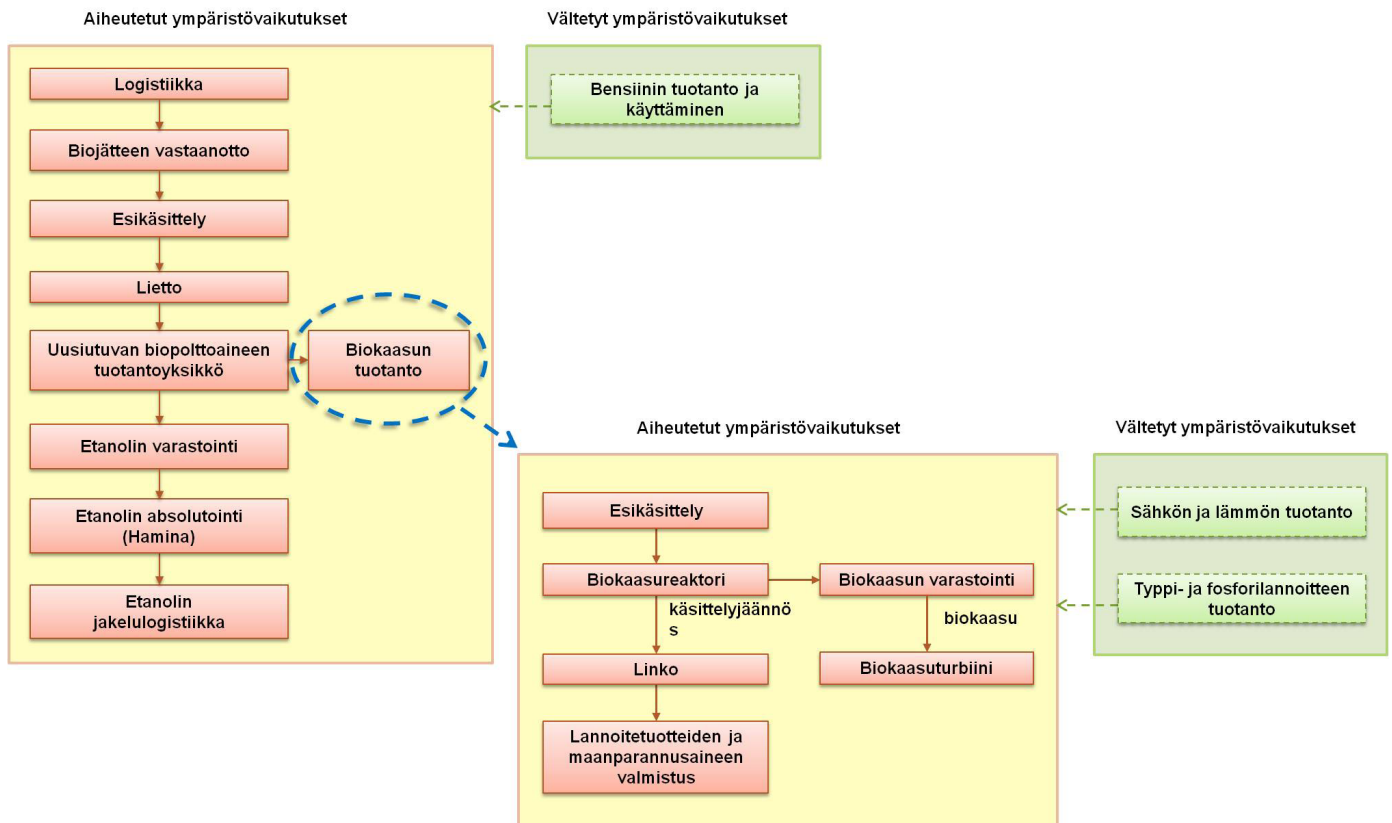 Aiheutetut ympäristövaikutukset
Vältetyt ympäristövaikutukset
Logistiikka
Biojätteen vastaanotto
Esikäsittely
Lietto
Uusiutuvan biopolttoaineen
tuotantoyksikkö
Biokaasun
tuotanto
Etanolin varastointi
Etanolin absolutointi
(Hamina)
Etanolin
jakelulogistiikka
Bensiinin tuotanto ja
käyttäminen
Aiheutetut ympäristövaikutukset
Vältetyt ympäristövaikutukset
Esikäsittely
Biokaasureaktori
käsittelyjäännö
s
Linko
Lannoitetuotteiden ja
maanparannusaineen
valmistus
Biokaasun varastointi
biokaasu
Biokaasuturbiini
Sähkön ja lämmön tuotanto
Typpi- ja fosforilannoitteen
tuotanto